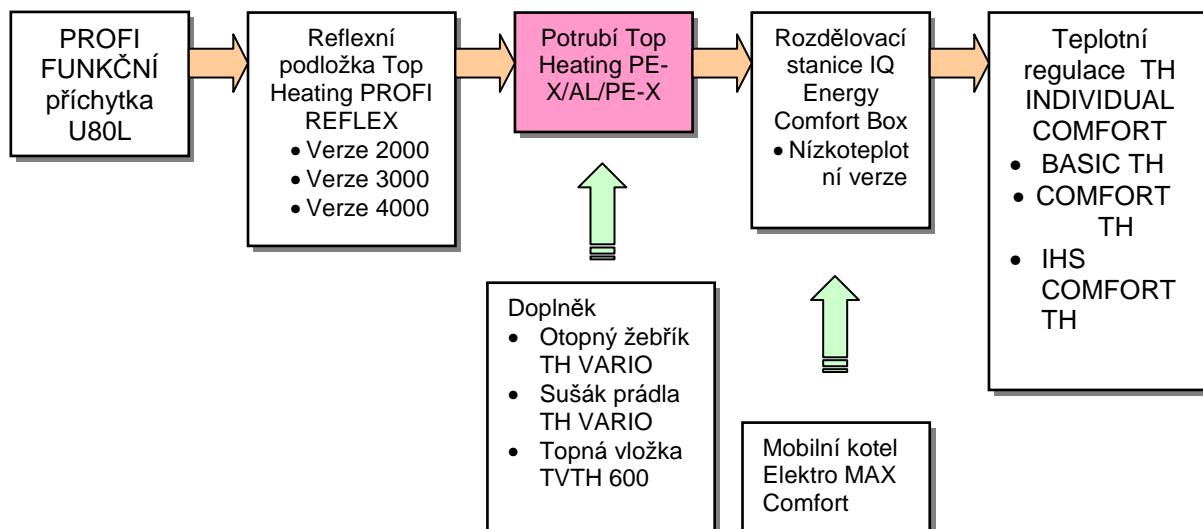 PROFI
FUNKČNÍ
příchytka
U80L
Reflexní
podložka Top
Heating PROFI
REFLEX
• Verze 2000
• Verze 3000
• Verze 4000
Potrubí Top
Heating PE-
X/AL/PE-X
Rozdělovací
stanice IQ
Energy
Comfort Box
• Nízkoteplot
ní verze
Teplotní
regulace TH
INDIVIDUAL
COMFORT
• BASIC TH
• COMFORT
TH
• IHS
COMFORT
TH
Doplněk
• Otopný žebřík
TH VARIO
• Sušák prádla
TH VARIO
• Topná vložka
TVTH 600
Mobilní kotel
Elektro MAX
Comfort